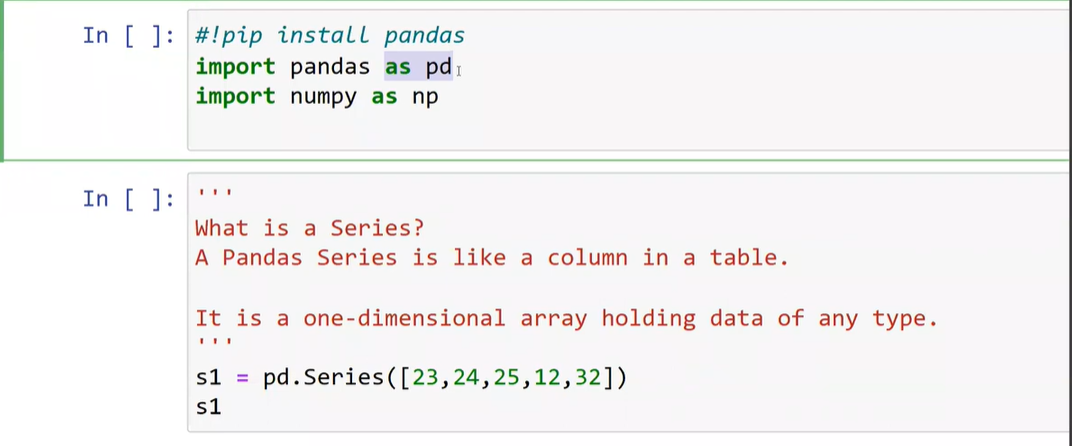 In [ ]: #!pip install pandas
import pandas as pd
import numpy as np
In [ ]: '''
What is a Series?
A Pandas Series is like a column in a table.
It is a one-dimensional array holding data of any type.
'''
s1 = pd.Series([23,24,25,12,32])
s1